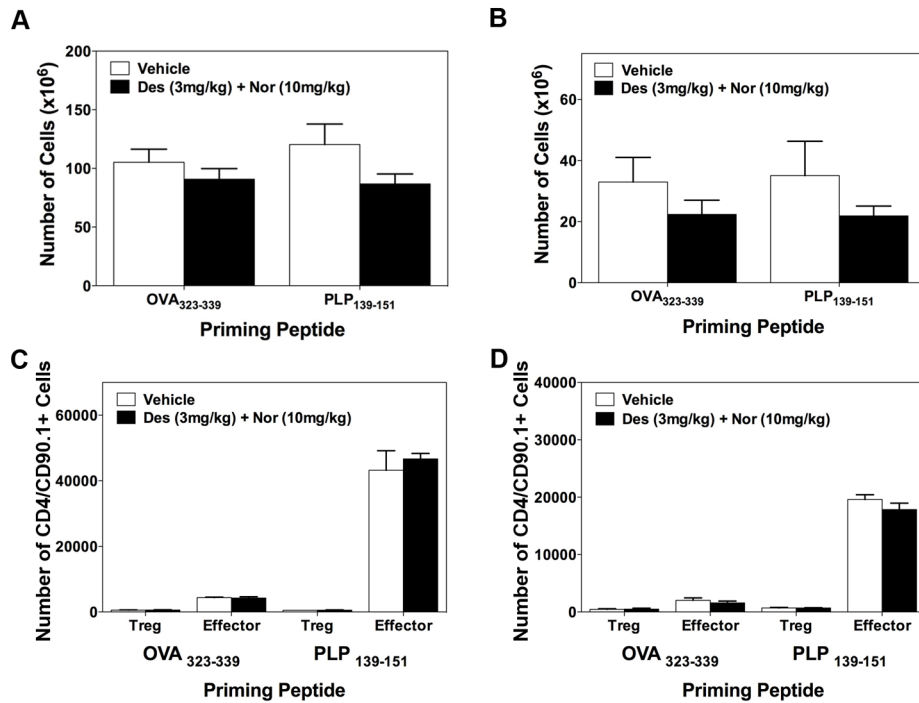 A
Number of Cells (x10⁶)
200
150
100
50
0
Vehicle
Des (3mg/kg) + Nor (10mg/kg)
OVA₃₂₃₋₃₃₉
PLP₁₃₉₋₁₅₁
Priming Peptide
B
Number of Cells (x10⁶)
60
40
20
0
Vehicle
Des (3mg/kg) + Nor (10mg/kg)
OVA₃₂₃₋₃₃₉
PLP₁₃₉₋₁₅₁
Priming Peptide
C
Number of CD4/CD90.1+ Cells
60000
40000
20000
0
Vehicle
Des (3mg/kg) + Nor (10mg/kg)
Treg Effector Treg Effector
OVA ₃₂₃₋₃₃₉ PLP ₁₃₉₋₁₅₁
Priming Peptide
D
Number of CD4/CD90.1+ Cells
40000
30000
20000
10000
0
Vehicle
Des (3mg/kg) + Nor (10mg/kg)
Treg Effector Treg Effector
OVA ₃₂₃₋₃₃₉ PLP ₁₃₉₋₁₅₁
Priming Peptide